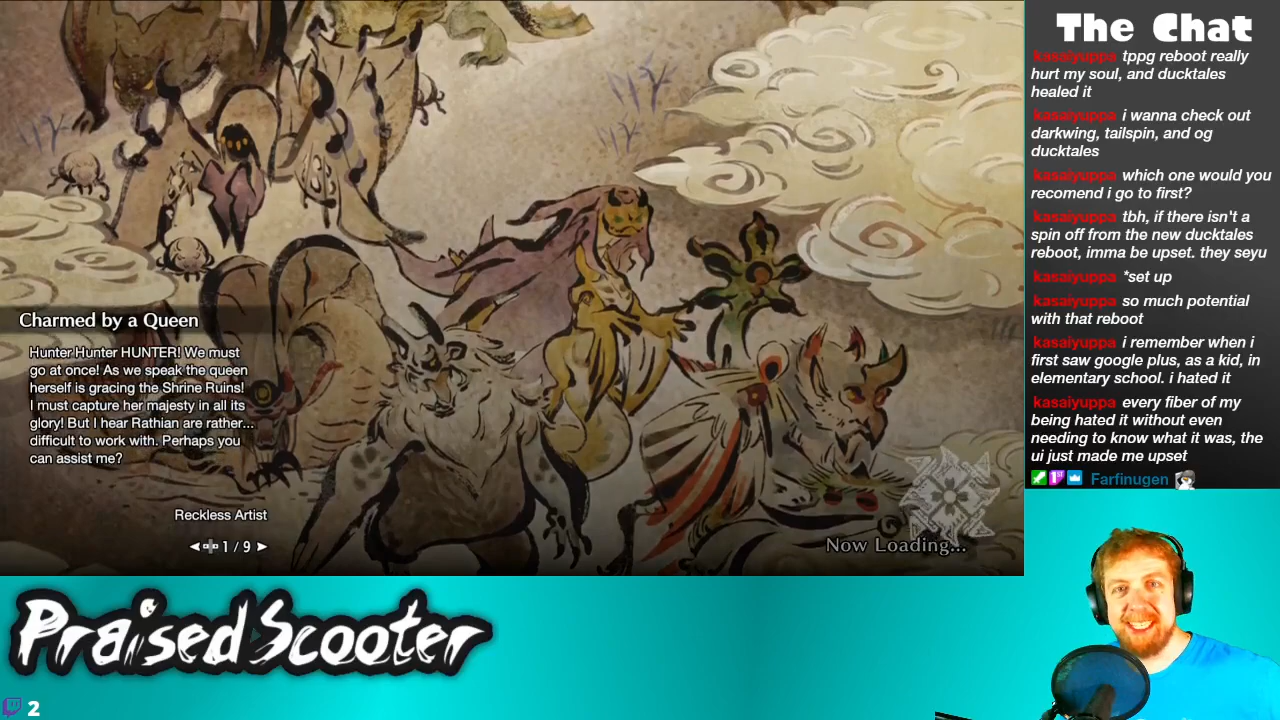 The Chat
kasaiyuppa tppg reboot really
hurt my soul, and ducktales
healed it
kasaiyuppa i wanna check out
darkwing, tailspin, and og
ducktales
kasaiyuppa which one would you
recomend i go to first?
kasaiyuppa tbh, if there isn't a
spin off from the new ducktales
reboot, imma be upset. they seyu
kasaiyuppa *set up
kasaiyuppa so much potential
with that reboot
kasaiyuppa i remember when i
first saw google plus, as a kid, in
elementary school. i hated it
kasaiyuppa every fiber of my
being hated it without even
needing to know what it was, the
ui just made me upset
Farfinugen
Charmed by a Queen
Hunter Hunter HUNTER! We must
go at once! As we speak the queen
herself is gracing the Shrine Ruins!
I must capture her majesty in all its
glory! But I hear Rathian are rather...
difficult to work with. Perhaps you
can assist me?
Reckless Artist
1 / 9
Now Loading...
PraisedScooter
2